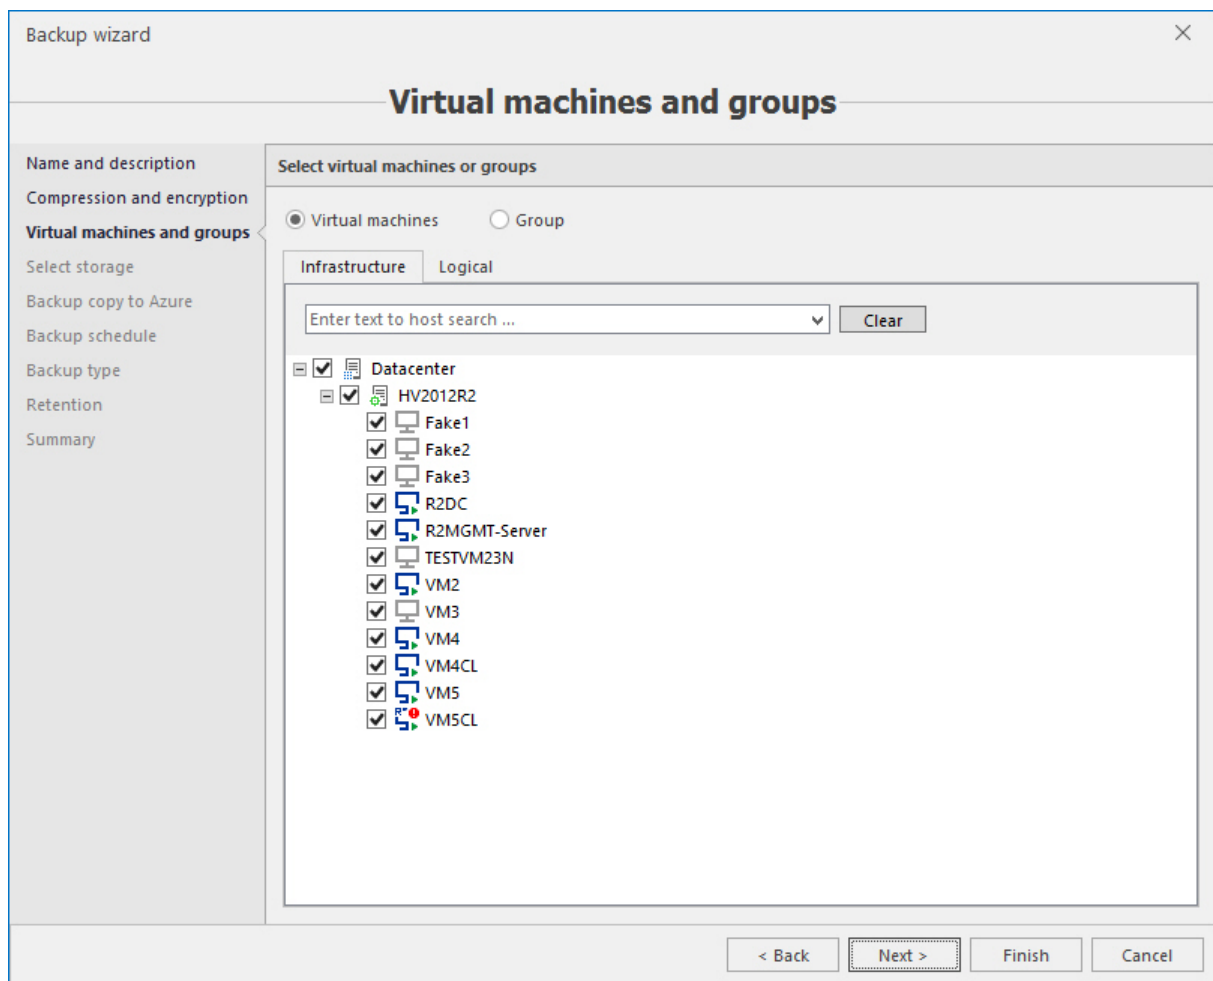 Backup wizard
Virtual machines and groups
Name and description
Compression and encryption
Virtual machines and groups
Select storage
Backup copy to Azure
Backup schedule
Backup type
Retention
Summary
Select virtual machines or groups
Virtual machines
Group
Infrastructure
Logical
Enter text to host search ...
Clear
Datacenter
HV2012R2
Fake1
Fake2
Fake3
R2DC
R2MGMT-Server
TESTVM23N
VM2
VM3
VM4
VM4CL
VM5
VM5CL
< Back
Next >
Finish
Cancel